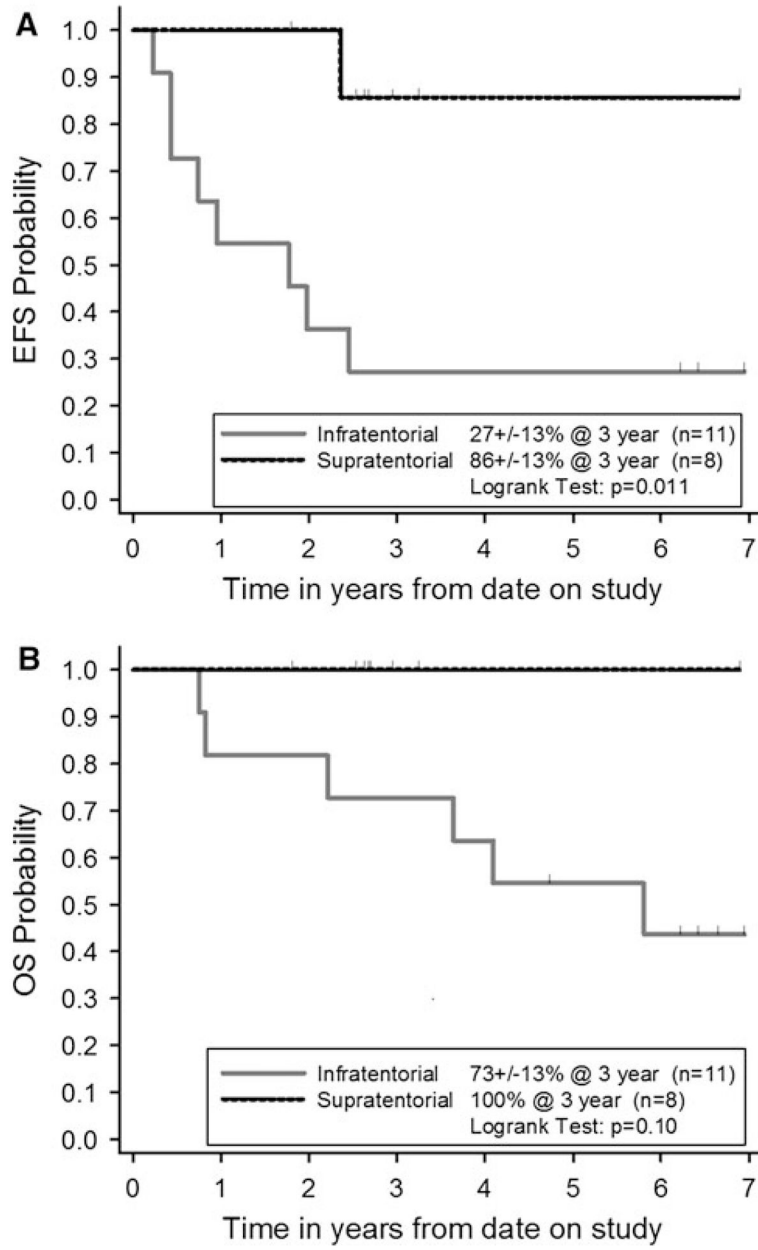 A
1.0
0.9
0.8
0.7
0.6
0.5
0.4
0.3
0.2
0.1
0.0
EFS Probability
Infratentorial 27+/-13% @ 3 year (n=11)
Supratentorial 86+/-13% @ 3 year (n=8)
Logrank Test: p=0.011
0 1 2 3 4 5 6 7
Time in years from date on study
B
1.0
0.9
0.8
0.7
0.6
0.5
0.4
0.3
0.2
0.1
0.0
OS Probability
Infratentorial 73+/-13% @ 3 year (n=11)
Supratentorial 100% @ 3 year (n=8)
Logrank Test: p=0.10
0 1 2 3 4 5 6 7
Time in years from date on study